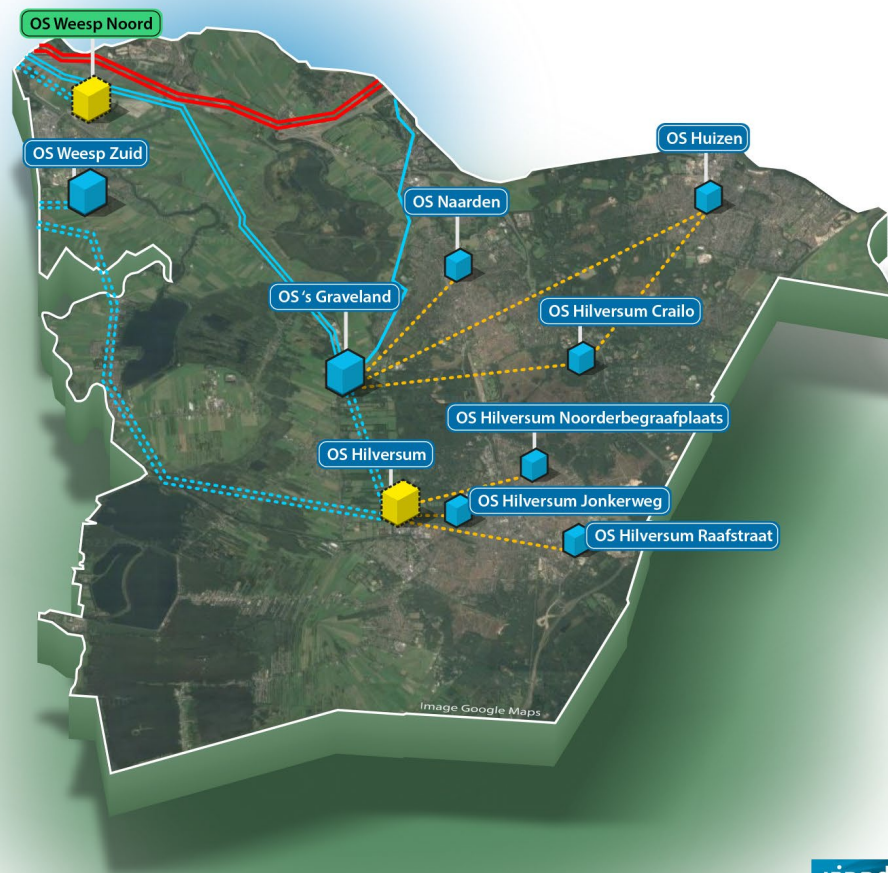 OS Weesp Noord
OS Weesp Zuid
OS Huizen
OS Naarden
OS 's Graveland
OS Hilversum Crailo
OS Hilversum Noorderbegraafplaats
OS Hilversum
OS Hilversum Jonkerweg
OS Hilversum Raafstraat
Image Google Maps